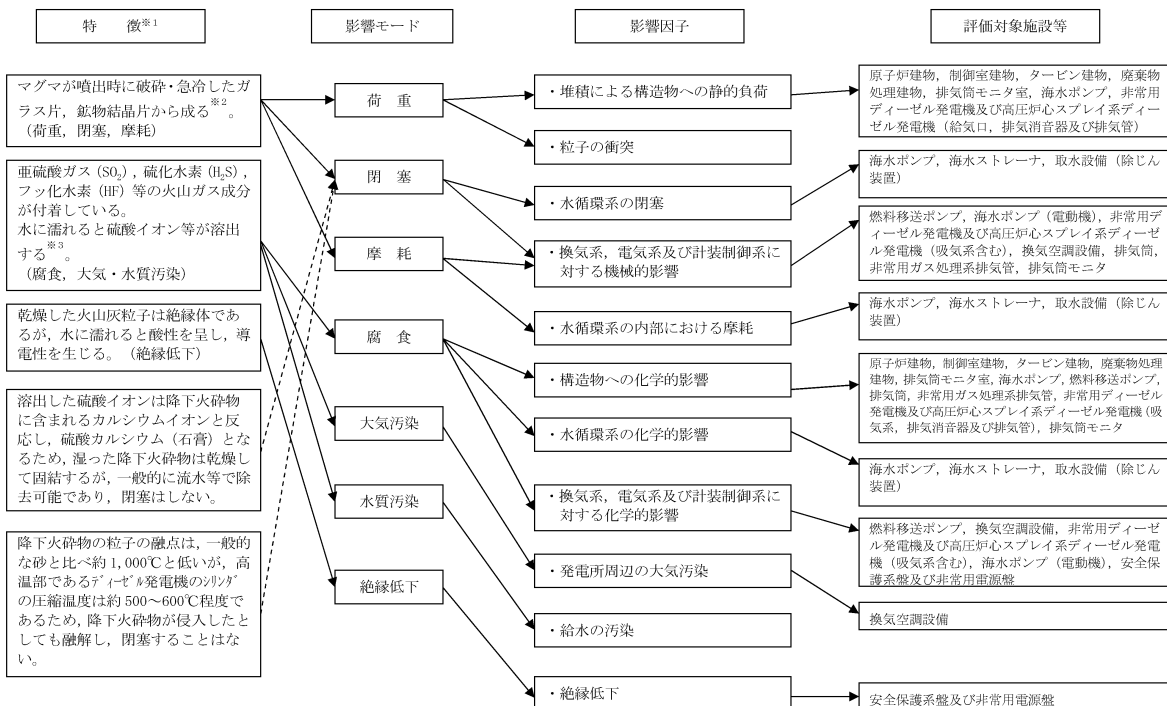 特　　徴※1
マグマが噴出時に破砕・急冷したガ
ラス片，鉱物結晶片から成る※2。
（荷重，閉塞，摩耗）
亜硫酸ガス(SO₂)，硫化水素(H₂S)，
フッ化水素(HF)等の火山ガス成分
が付着している。
水に濡れると硫酸イオン等が溶出
する※3。
（腐食，大気・水質汚染）
乾燥した火山灰粒子は絶縁体であ
るが，水に濡れると酸性を呈し，導
電性を生じる。（絶縁低下）
溶出した硫酸イオンは降下火砕物
に含まれるカルシウムイオンと反
応し，硫酸カルシウム（石膏）とな
るため，湿った降下火砕物は乾燥し
て固結するが，一般的に流水等で除
去可能であり，閉塞はしない。
降下火砕物の粒子の融点は，一般的
な砂と比べ約1,000℃と低いが，高
温部であるﾃﾞｨｰｾﾞﾙ発電機のｼﾘﾝﾀﾞ
の圧縮温度は約500～600℃程度で
あるため，降下火砕物が侵入したと
しても融解し，閉塞することはな
い。
影響モード
荷　重
閉　塞
摩　耗
腐　食
大気汚染
水質汚染
絶縁低下
影響因子
・堆積による構造物への静的負荷
・粒子の衝突
・水循環系の閉塞
・換気系，電気系及び計装制御系に
対する機械的影響
・水循環系の内部における摩耗
・構造物への化学的影響
・水循環系の化学的影響
・換気系，電気系及び計装制御系に
対する化学的影響
・発電所周辺の大気汚染
・給水の汚染
・絶縁低下
評価対象施設等
原子炉建物，制御室建物，タービン建物，廃棄物
処理建物，排気筒モニタ室，海水ポンプ，非常用
ディーゼル発電機及び高圧炉心スプレイ系ディー
ゼル発電機（給気口，排気消音器及び排気管）
海水ポンプ，海水ストレーナ，取水設備（除じん
装置）
燃料移送ポンプ，海水ポンプ（電動機），非常用ディ
ーゼル発電機及び高圧炉心スプレイ系ディーゼ
ル発電機（吸気系含む），換気空調設備，排気筒，
非常用ガス処理系排気管，排気筒モニタ
海水ポンプ，海水ストレーナ，取水設備（除じん
装置）
原子炉建物，制御室建物，タービン建物，廃棄物処理
建物，排気筒モニタ室，海水ポンプ，燃料移送ポンプ，
排気筒，非常用ガス処理系排気管，非常用ディーゼル
発電機及び高圧炉心スプレイ系ディーゼル発電機（吸
気系，排気消音器及び排気管），排気筒モニタ
海水ポンプ，海水ストレーナ，取水設備（除じん
装置）
燃料移送ポンプ，換気空調設備，非常用ディーゼ
ル発電機及び高圧炉心スプレイ系ディーゼル発電
機（吸気系含む），海水ポンプ（電動機），安全保
護系盤及び非常用電源盤
換気空調設備
安全保護系盤及び非常用電源盤